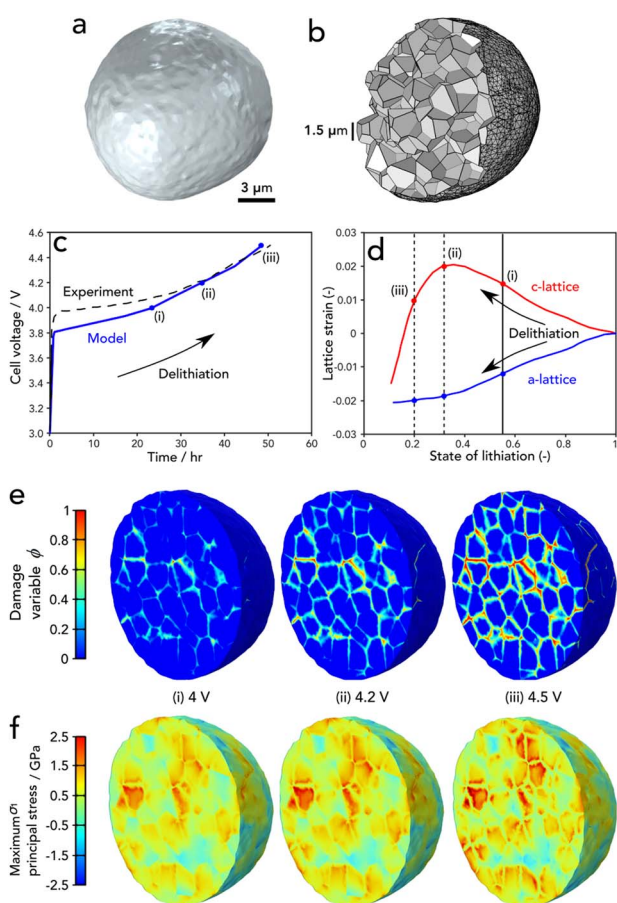 a
3 µm
b
1.5 µm
c
Cell voltage / V
4.6
4.4
4.2
4.0
3.8
3.6
3.4
3.2
3.0
Experiment
Model
(i)
(ii)
(iii)
Delithiation
0
10
20
30
40
50
60
Time / hr
d
Lattice strain (-)
0.03
0.02
0.01
0
-0.01
-0.02
-0.03
(iii)
(ii)
(i)
c-lattice
Delithiation
a-lattice
0
0.2
0.4
0.6
0.8
1
State of lithiation (-)
e
Damage
variable ϕ
1
0.8
0.6
0.4
0.2
0
(i) 4 V
(ii) 4.2 V
(iii) 4.5 V
f
Maximum σ
principal stress / GPa
2.5
1.5
0.5
-0.5
-1.5
-2.5